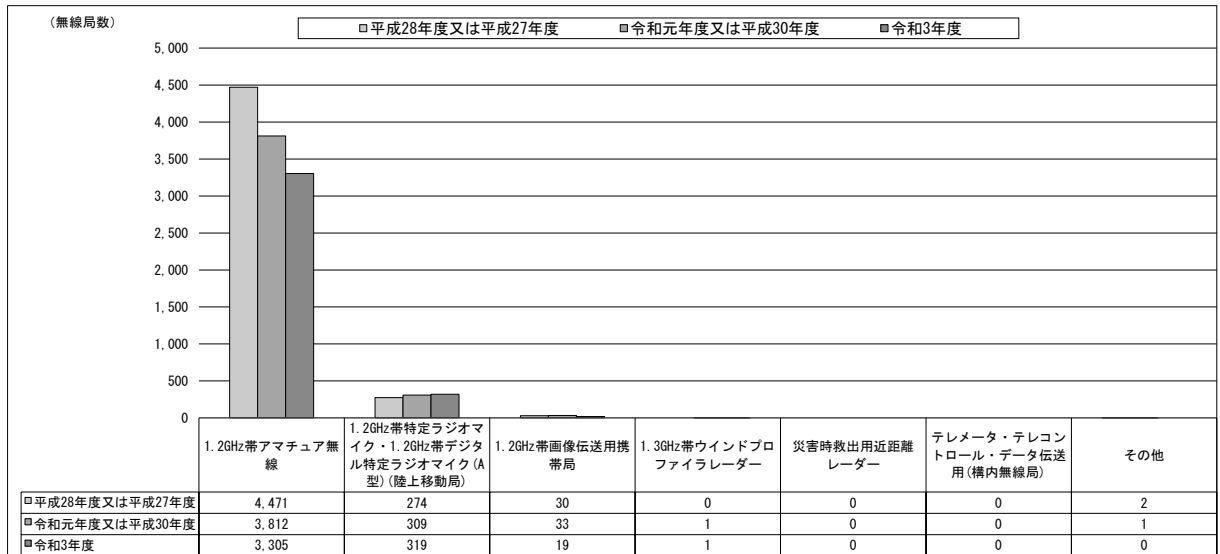 （無線局数）
□平成28年度又は平成27年度 ■令和元年度又は平成30年度 ■令和3年度
5,000
4,500
4,000
3,500
3,000
2,500
2,000
1,500
1,000
500
0
1.2GHz帯アマチュア無
線
1.2GHz帯特定ラジオマ
イク・1.2GHz帯デジタ
ル特定ラジオマイク(A
型)(陸上移動局)
1.2GHz帯画像伝送用携
帯局
1.3GHz帯ウインドプロ
ファイラレーダー
災害時救出用近距離
レーダー
テレメータ・テレコン
トロール・データ伝送
用(構内無線局)
その他
□平成28年度又は平成27年度 4,471 274 30 0 0 0 2
■令和元年度又は平成30年度 3,812 309 33 1 0 0 1
■令和3年度 3,305 319 19 1 0 0 0